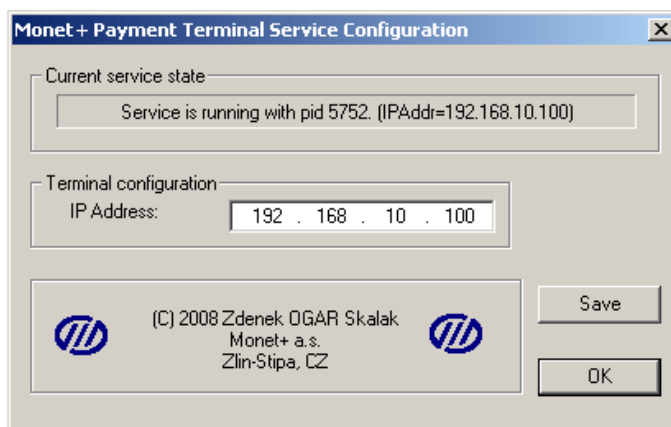 Monet+ Payment Terminal Service Configuration
Current service state
Service is running with pid 5752. (IPAddr=192.168.10.100)
Terminal configuration
IP Address: 192 . 168 . 10 . 100
(C) 2008 Zdenek OGAR Skalak
Monet+ a.s.
Zlin-Stipa, CZ
Save
OK